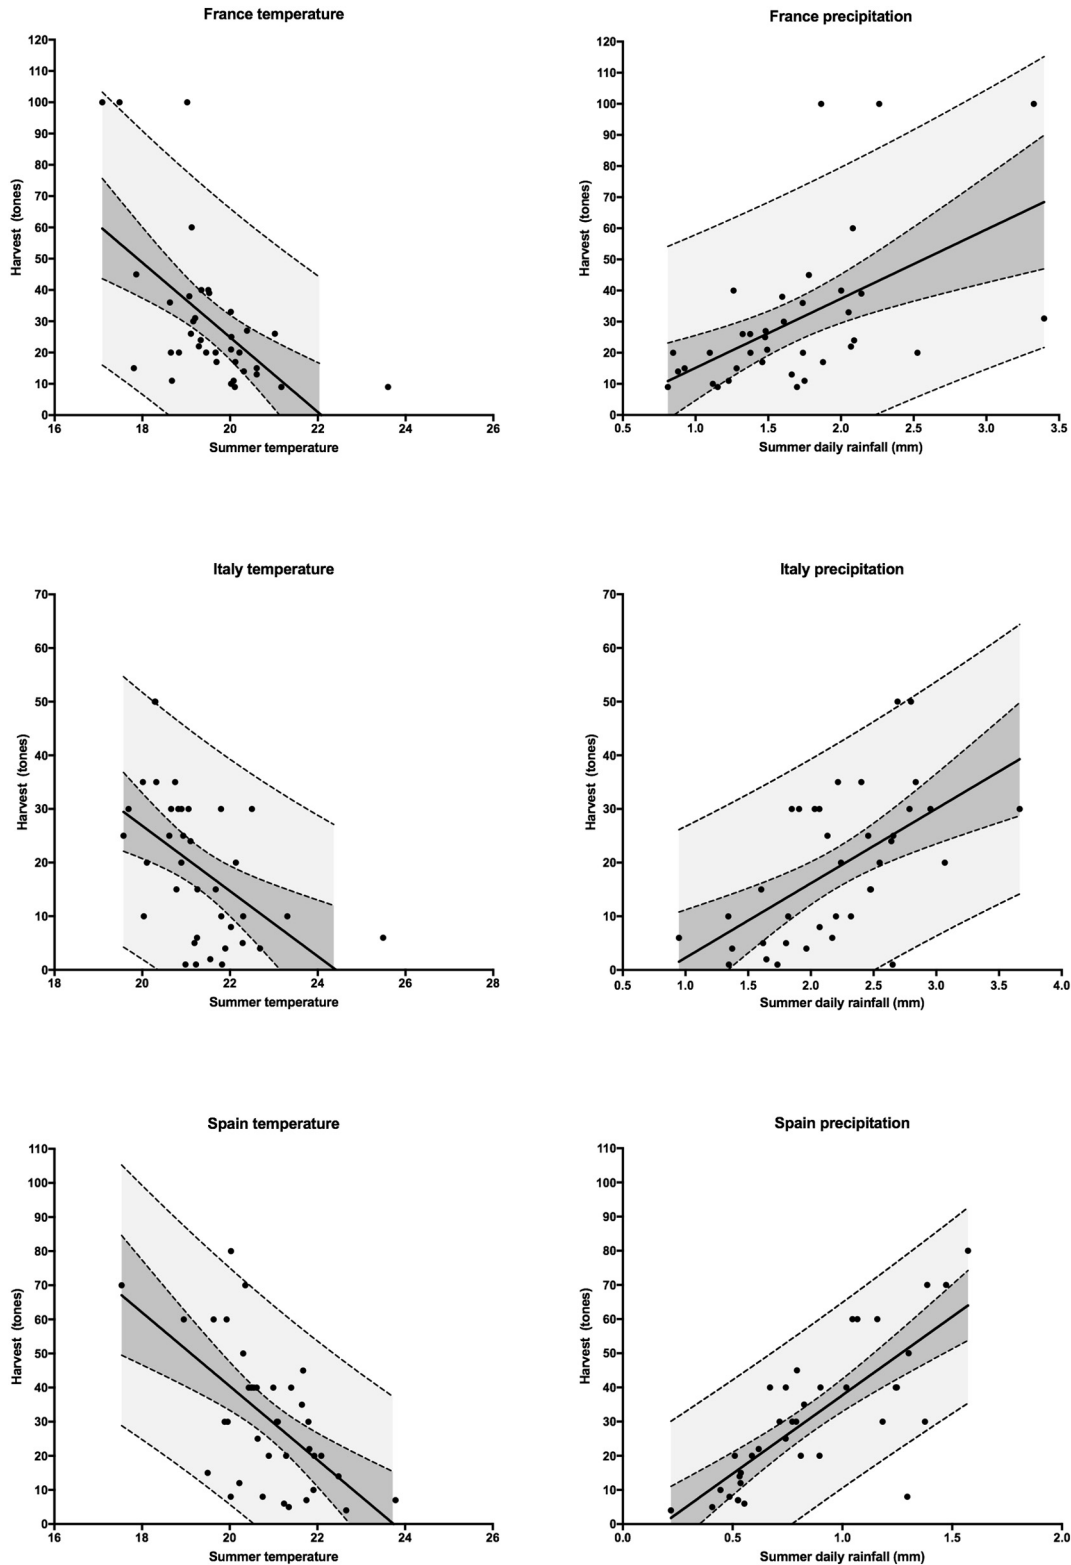 France temperature
120
110
100
90
80
70
60
50
40
30
20
10
0
Harvest (tones)
16 18 20 22 24 26
Summer temperature
France precipitation
120
110
100
90
80
70
60
50
40
30
20
10
0
Harvest (tones)
0.5 1.0 1.5 2.0 2.5 3.0 3.5
Summer daily rainfall (mm)
Italy temperature
70
60
50
40
30
20
10
0
Harvest (tones)
18 20 22 24 26 28
Summer temperature
Italy precipitation
70
60
50
40
30
20
10
0
Harvest (tones)
0.5 1.0 1.5 2.0 2.5 3.0 3.5 4.0
Summer daily rainfall (mm)
Spain temperature
110
100
90
80
70
60
50
40
30
20
10
0
Harvest (tones)
16 18 20 22 24 26
Summer temperature
Spain precipitation
110
100
90
80
70
60
50
40
30
20
10
0
Harvest (tones)
0.0 0.5 1.0 1.5 2.0
Summer daily rainfall (mm)